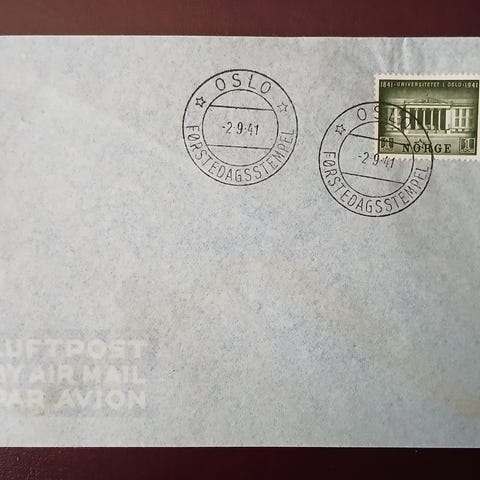 OSLO
-2.9.41
FØRSTEDAGSSTEMPEL
OSLO
-2.9.41
FØRSTEDAGSSTEMPEL
1841-UNIVERSITETET I OSLO-1941
NORGE
LUFTPOST
BY AIR MAIL
PAR AVION